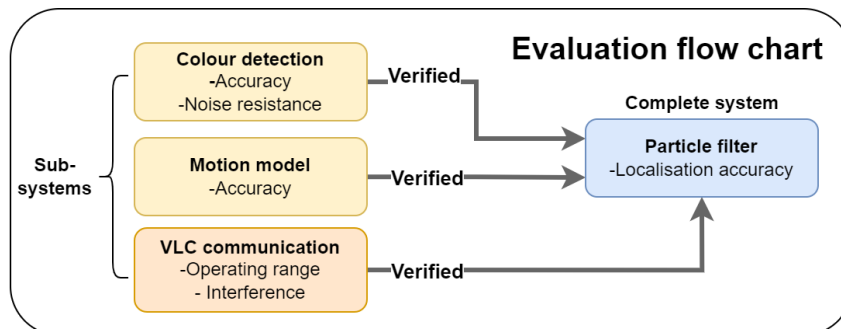 Evaluation flow chart
Sub-
systems
Colour detection
-Accuracy
-Noise resistance
Verified
Motion model
-Accuracy
Verified
VLC communication
-Operating range
- Interference
Verified
Complete system
Particle filter
-Localisation accuracy